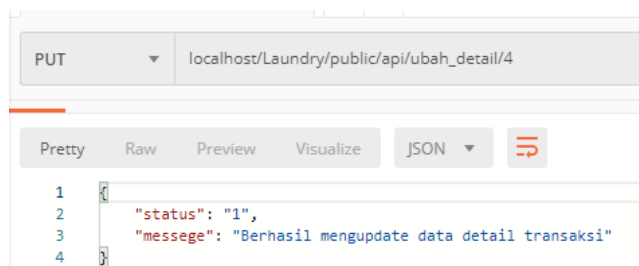 PUT localhost/Laundry/public/api/ubah_detail/4
Pretty Raw Preview Visualize JSON
1 {
2 "status": "1",
3 "messege": "Berhasil mengupdate data detail transaksi"
4 }